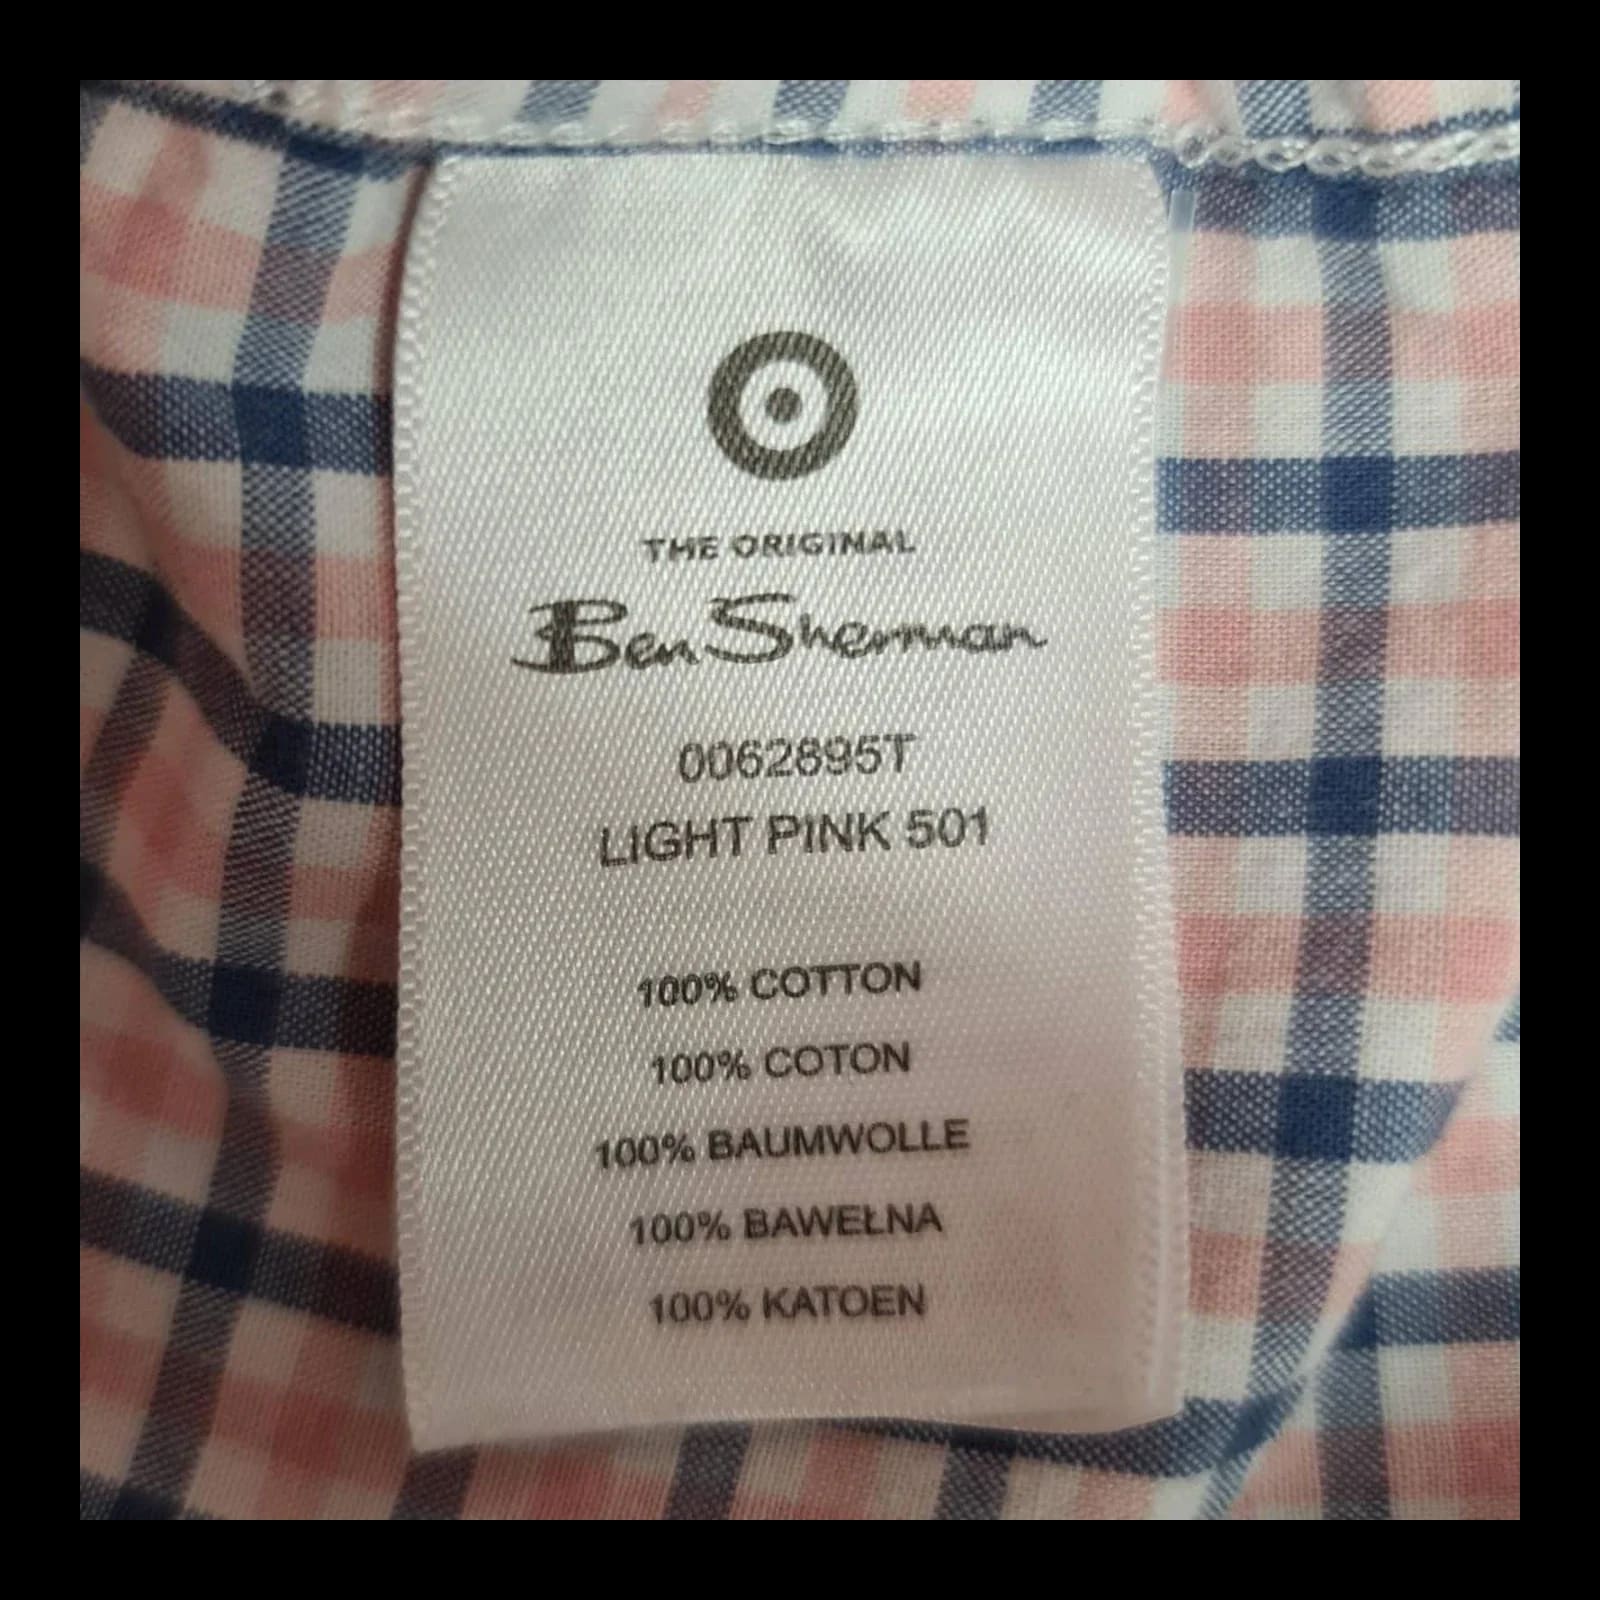 THE ORIGINAL
Ben Sherman
0062895T
LIGHT PINK 501
100% COTTON
100% COTON
100% BAUMWOLLE
100% BAWEŁNA
100% KATOEN